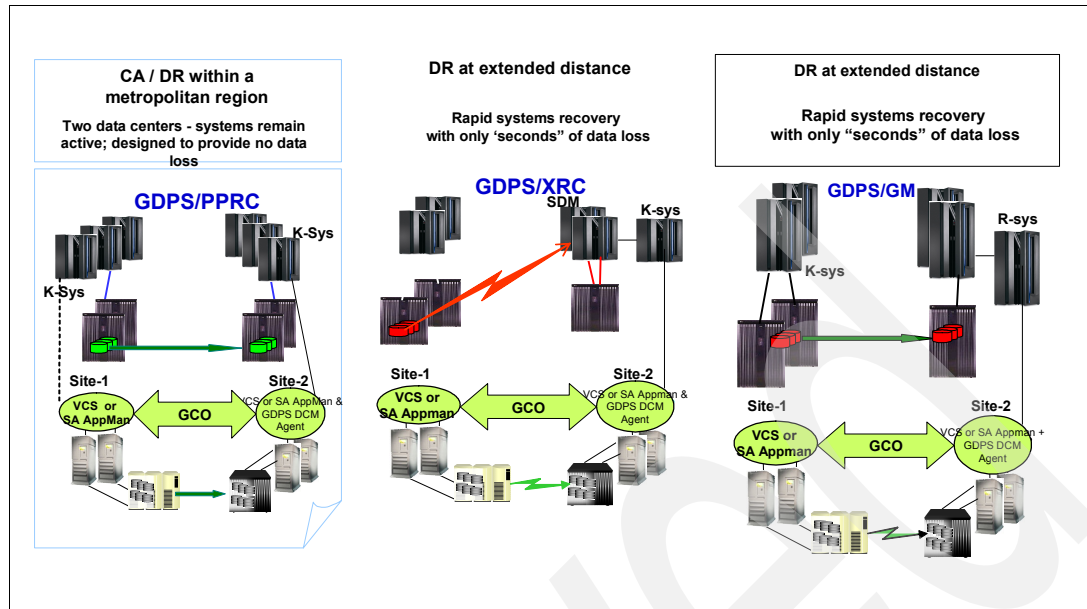 CA / DR within a
metropolitan region
Two data centers - systems remain
active; designed to provide no data
loss
GDPS/PPRC
K-Sys
K-Sys
Site-1
Site-2
VCS or
SA AppMan
GCO
VCS or SA AppMan &
GDPS DCM
Agent
DR at extended distance
Rapid systems recovery
with only ‘seconds” of data loss
GDPS/XRC
SDM
K-sys
Site-1
Site-2
VCS or
SA Appman
GCO
VCS or SA Appman &
GDPS DCM
Agent
DR at extended distance
Rapid systems recovery
with only “seconds” of data loss
GDPS/GM
R-sys
K-sys
Site-1
Site-2
VCS or
SA Appman
GCO
VCS or SA Appman +
GDPS DCM
Agent